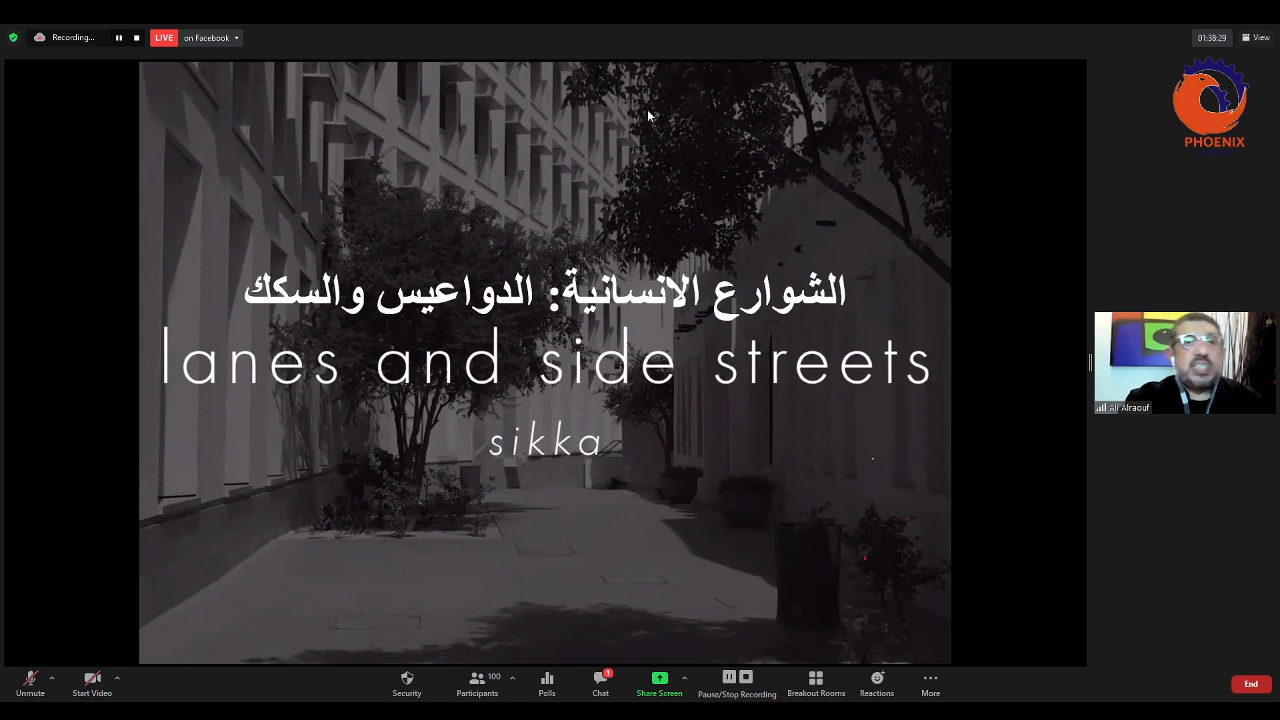 Recording...
LIVE on Facebook
01:38:29
View
PHOENIX
الشوارع الانسانية: الدواعيس والسكك
lanes and side streets
sikka
Ali Alraouf
Unmute
Start Video
Security
100
Participants
Polls
1
Chat
Share Screen
Pause/Stop Recording
Breakout Rooms
Reactions
More
End